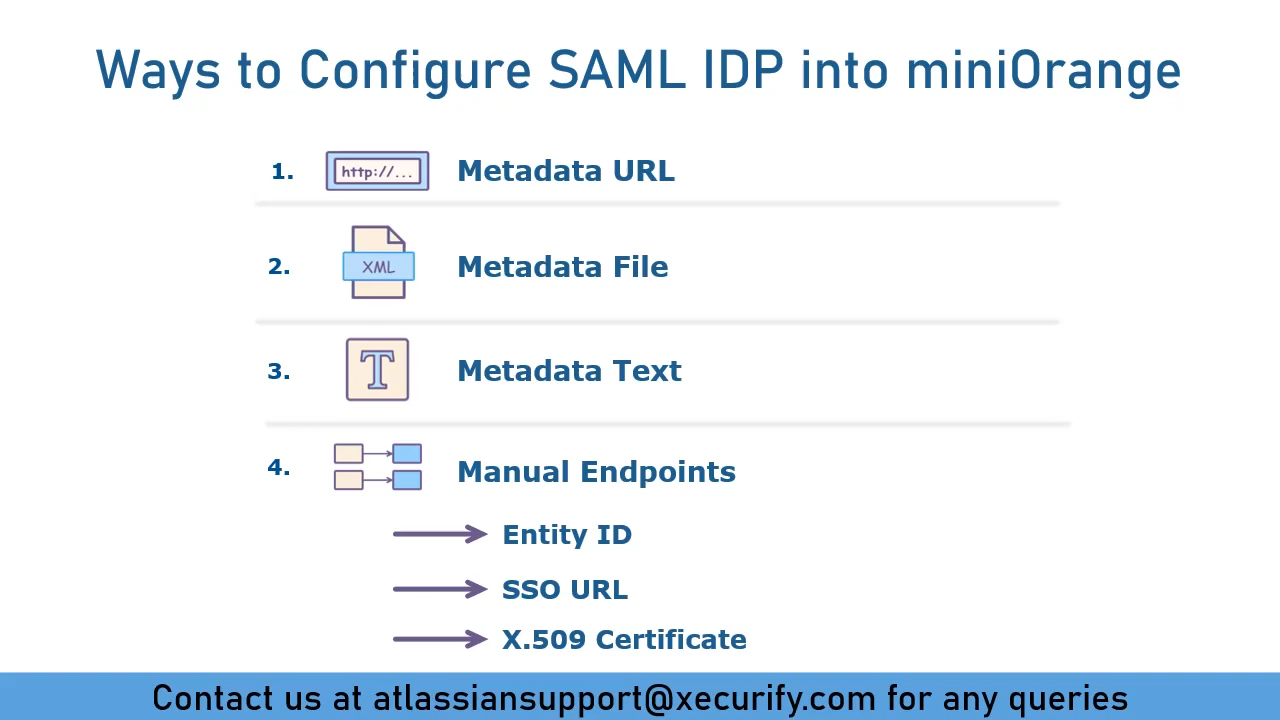 Ways to Configure SAML IDP into miniOrange
1. http://... Metadata URL
2. XML Metadata File
3. T Metadata Text
4. Manual Endpoints
Entity ID
SSO URL
X.509 Certificate
Contact us at atlassiansupport@xecurify.com for any queries